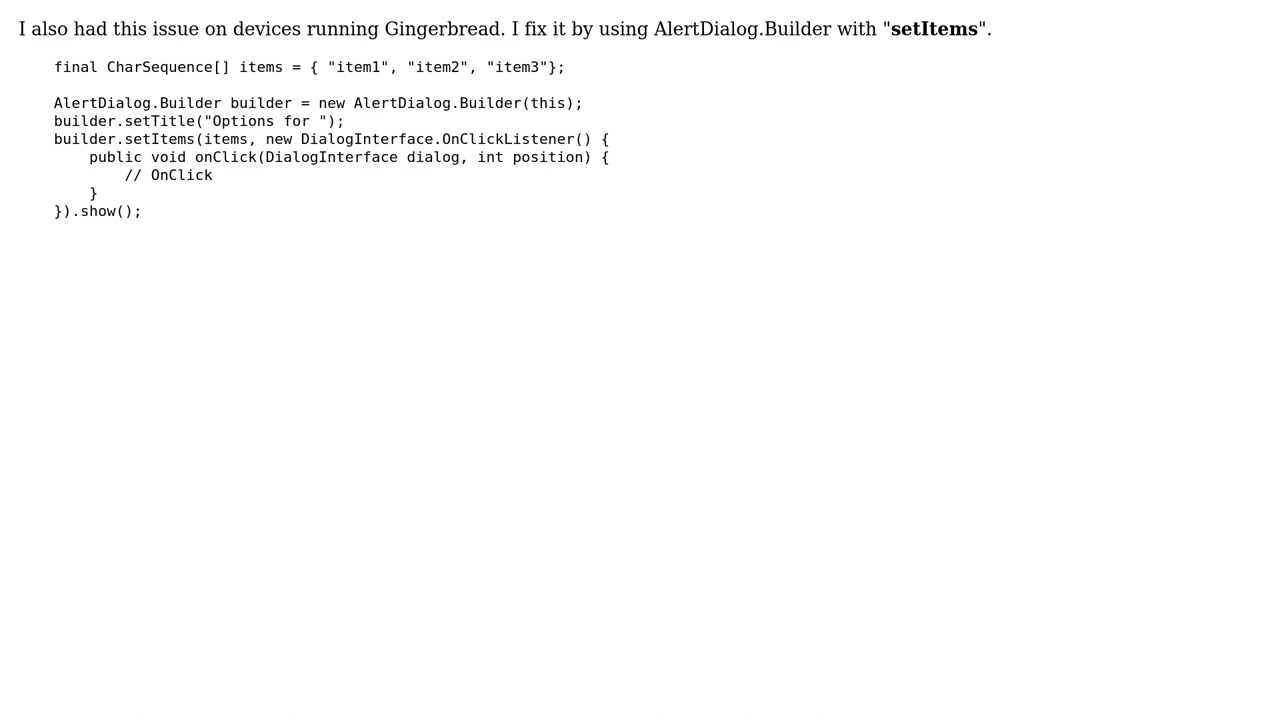 I also had this issue on devices running Gingerbread. I fix it by using AlertDialog.Builder with "setItems".
final CharSequence[] items = { "item1", "item2", "item3"};
AlertDialog.Builder builder = new AlertDialog.Builder(this);
builder.setTitle("Options for ");
builder.setItems(items, new DialogInterface.OnClickListener() {
    public void onClick(DialogInterface dialog, int position) {
        // OnClick
    }
}).show();